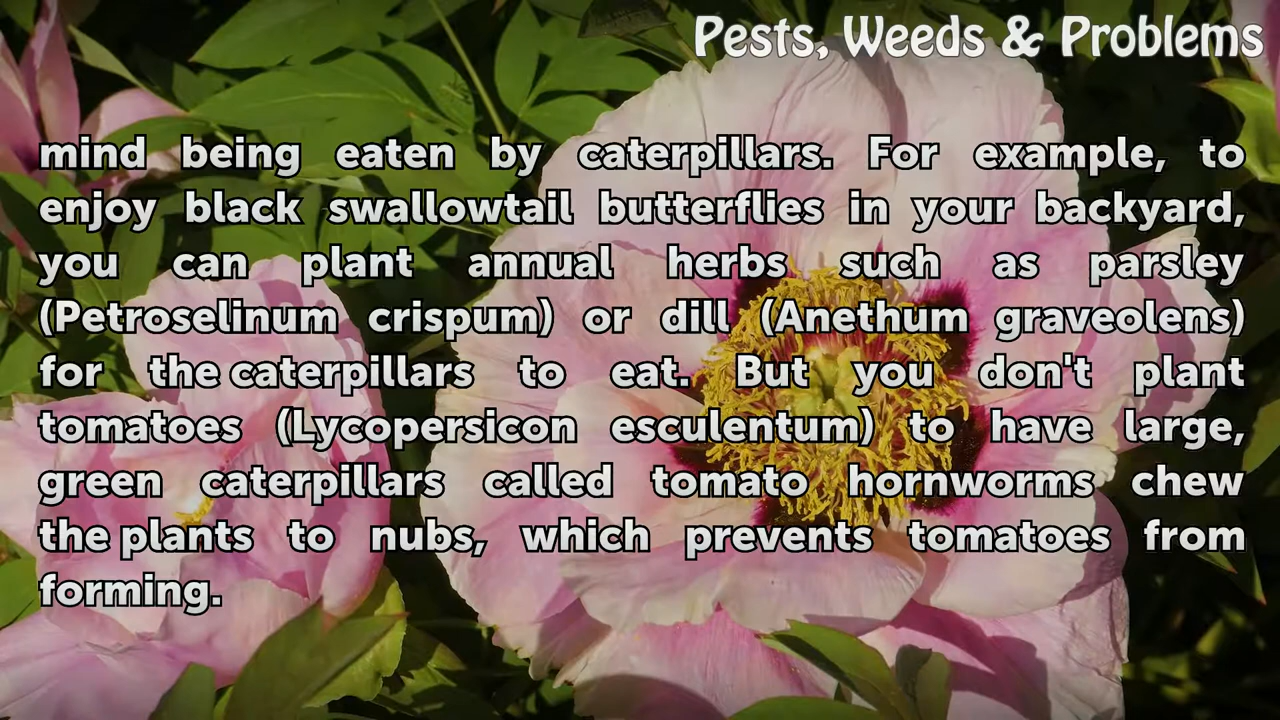 Pests, Weeds & Problems
mind being eaten by caterpillars. For example, to
enjoy black swallowtail butterflies in your backyard,
you can plant annual herbs such as parsley
(Petroselinum crispum) or dill (Anethum graveolens)
for the caterpillars to eat. But you don't plant
tomatoes (Lycopersicon esculentum) to have large,
green caterpillars called tomato hornworms chew
the plants to nubs, which prevents tomatoes from
forming.